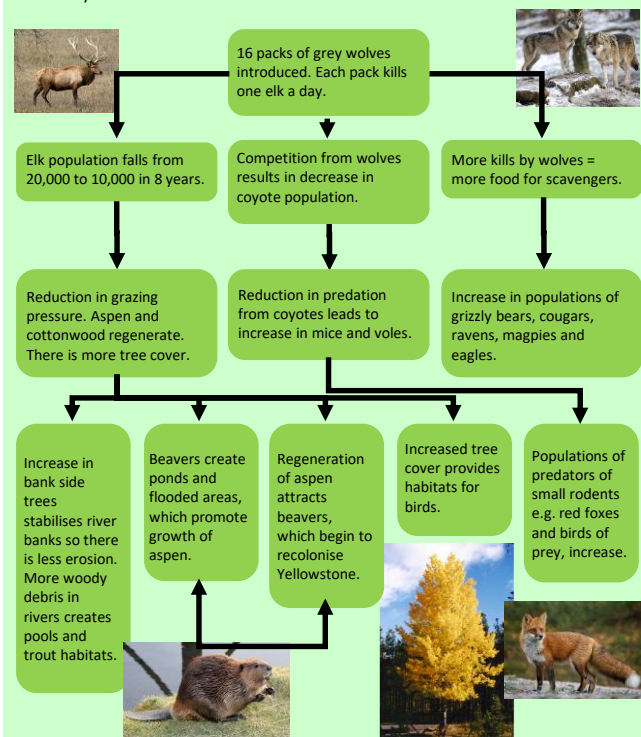 16 packs of grey wolves
introduced. Each pack kills
one elk a day.
Elk population falls from
20,000 to 10,000 in 8 years.
Competition from wolves
results in decrease in
coyote population.
More kills by wolves =
more food for scavengers.
Reduction in grazing
pressure. Aspen and
cottonwood regenerate.
There is more tree cover.
Reduction in predation
from coyotes leads to
increase in mice and voles.
Increase in populations of
grizzly bears, cougars,
ravens, magpies and
eagles.
Increase in
bank side
trees
stabilises river
banks so there
is less erosion.
More woody
debris in
rivers creates
pools and
trout habitats.
Beavers create
ponds and
flooded areas,
which promote
growth of
aspen.
Regeneration
of aspen
attracts
beavers,
which begin to
recolonise
Yellowstone.
Increased tree
cover provides
habitats for
birds.
Populations of
predators of
small rodents
e.g. red foxes
and birds of
prey, increase.